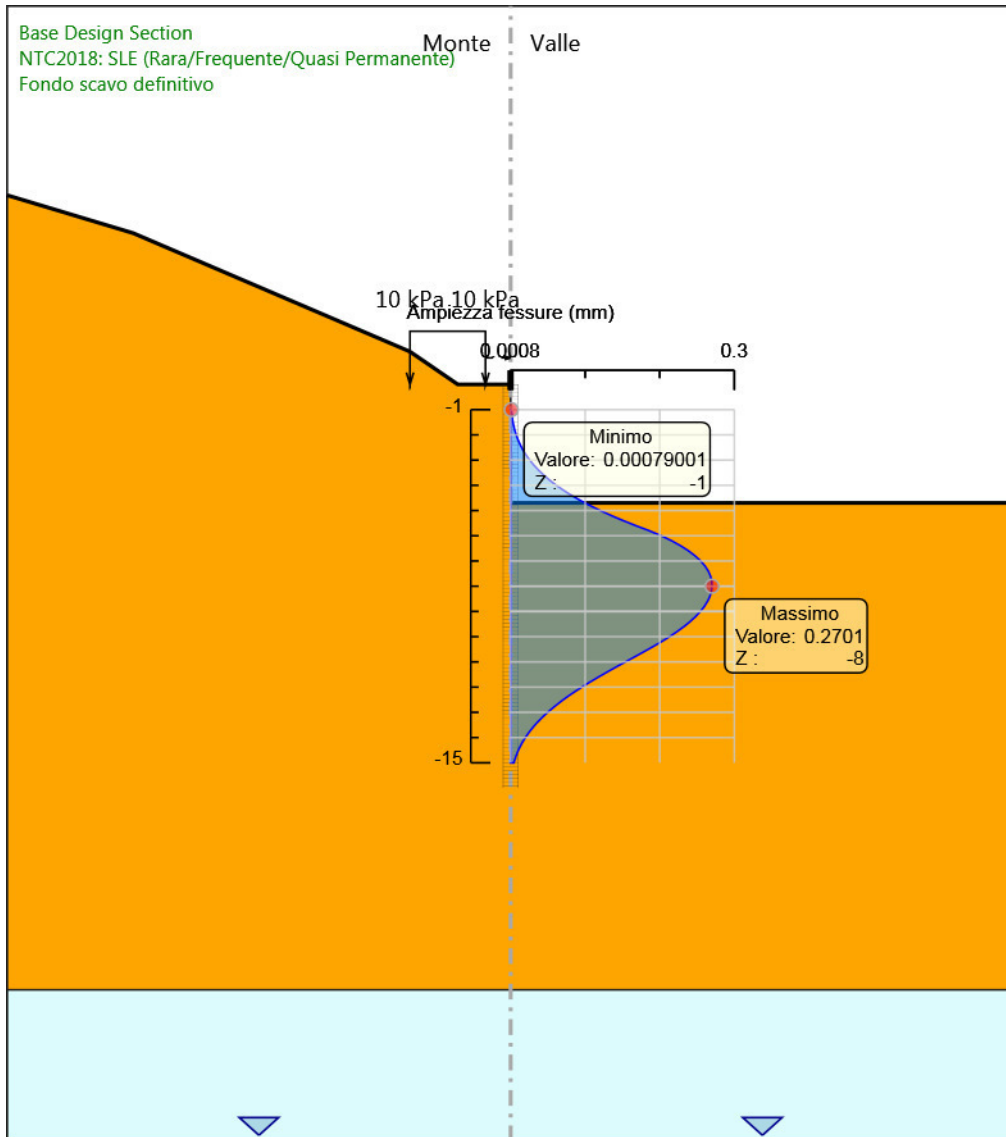 Base Design Section
NTC2018: SLE (Rara/Frequente/Quasi Permanente)
Fondo scavo definitivo
Monte
Valle
10 kPa 10 kPa
Ampiezza fessure (mm)
0.0008
0.3
-1
Minimo
Valore: 0.00079001
Z : -1
Massimo
Valore: 0.2701
Z : -8
-15